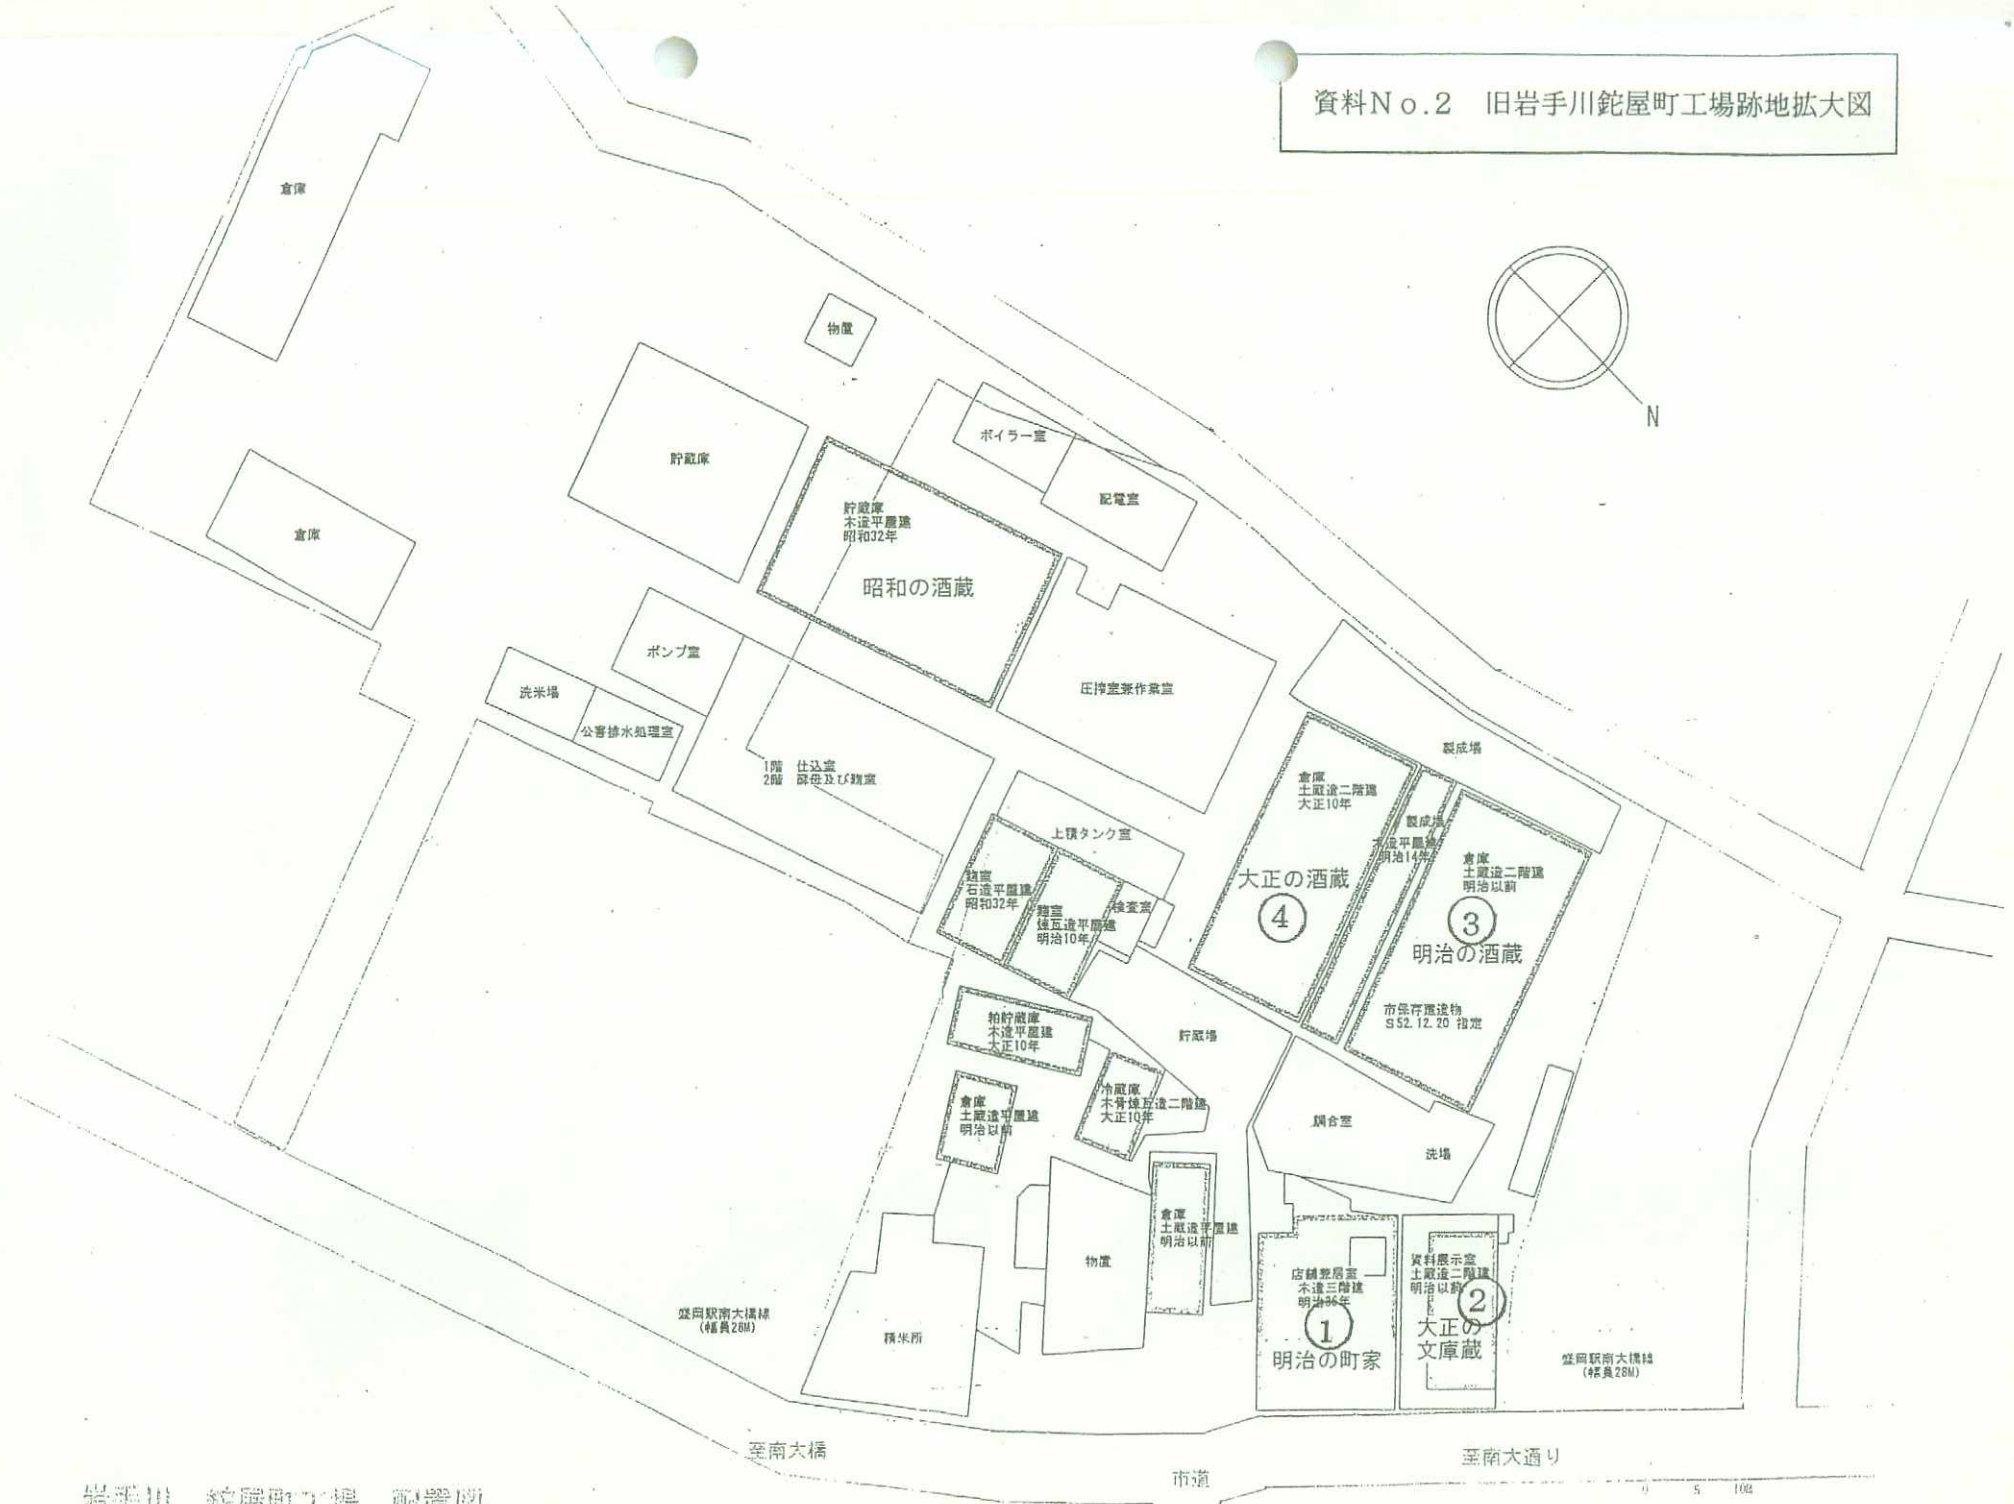 資料No.2　旧岩手川鉈屋町工場跡地拡大図
N
倉庫
物置
貯蔵庫
ボイラー室
配電室
貯蔵庫
木造平屋建
昭和32年
昭和の酒蔵
倉庫
ポンプ室
洗米場
公害排水処理室
圧搾室兼作業室
1階　仕込室
2階　酵母及び麹室
製成場
倉庫
土蔵造二階建
大正10年
大正の酒蔵
④
製成場
木造平屋建
明治14年
倉庫
土蔵造二階建
明治以前
③
明治の酒蔵
市保存建造物
S52.12.20 指定
上槽タンク室
麹室
石造平屋建
昭和32年
麹室
煉瓦造平屋建
明治10年
検査室
粕貯蔵庫
木造平屋建
大正10年
貯蔵場
冷蔵庫
木骨煉瓦造二階建
大正10年
倉庫
土蔵造平屋建
明治以前
調合室
洗場
倉庫
土蔵造平屋建
明治以前
物置
店舗兼居室
木造三階建
①
明治の町家
資料展示室
土蔵造二階建
明治以前
②
大正の
文庫蔵
盛岡駅南大橋線
(幅員28M)
精米所
盛岡駅南大橋線
(幅員28M)
至南大橋
市道
至南大通り
0 5 10m
岩手川　鉈屋町工場　配置図